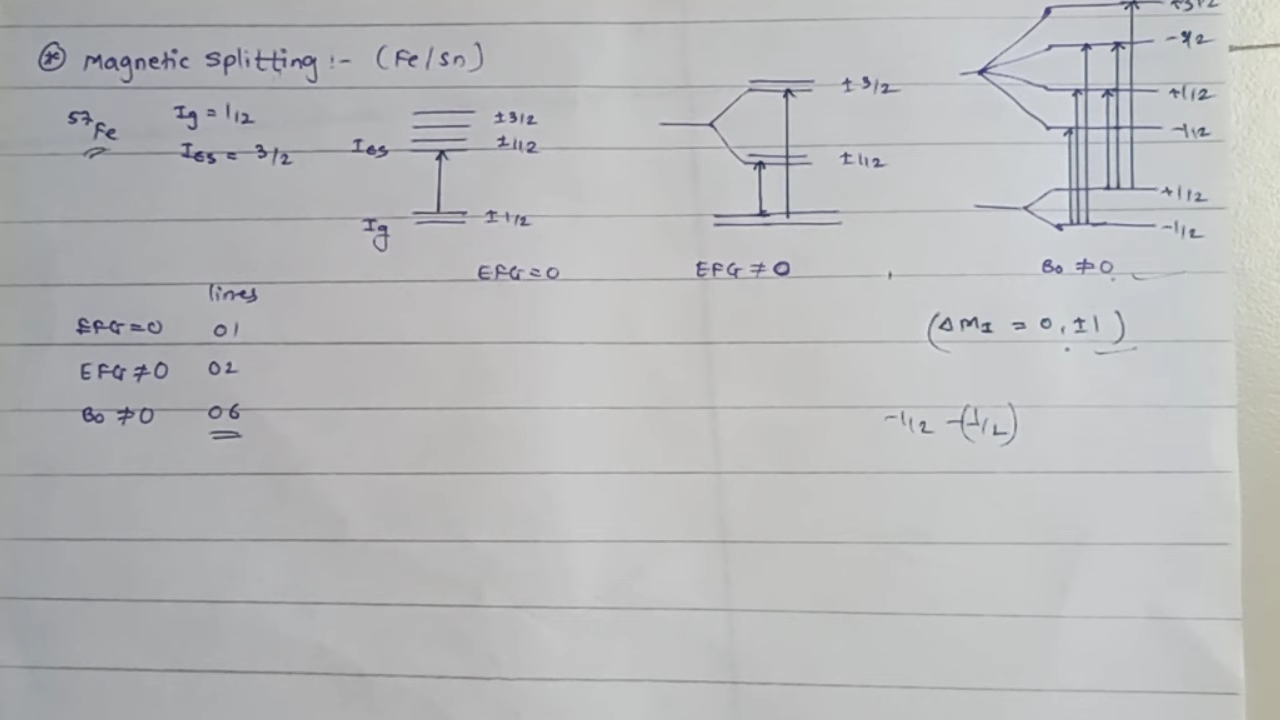 * Magnetic Splitting :- (Fe/Sn)
57Fe Ig = 1/2
IES = 3/2
IES ±3/2
±1/2
Ig ±1/2
EFG = 0
±3/2
±1/2
EFG ≠ 0
+3/2
-3/2
+1/2
-1/2
+1/2
-1/2
B0 ≠ 0
(ΔMI = 0, ±1)
lines
EFG = 0 01
EFG ≠ 0 02
B0 ≠ 0 06
-1/2 -(-1/2)